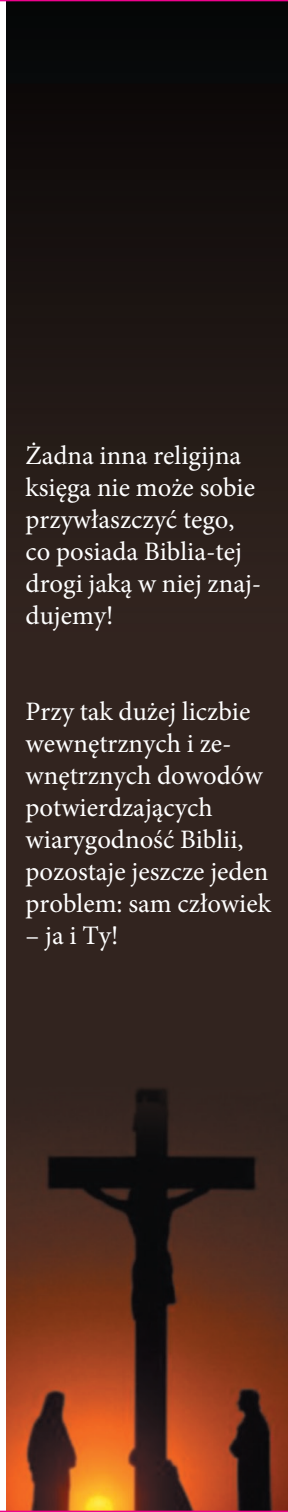 Żadna inna religijna
księga nie może sobie
przywłaszczyć tego,
co posiada Biblia-tej
drogi jaką w niej znaj-
dujemy!
Przy tak dużej liczbie
wewnętrznych i ze-
wnętrznych dowodów
potwierdzających
wiarygodność Biblii,
pozostaje jeszcze jeden
problem: sam człowiek
– ja i Ty!